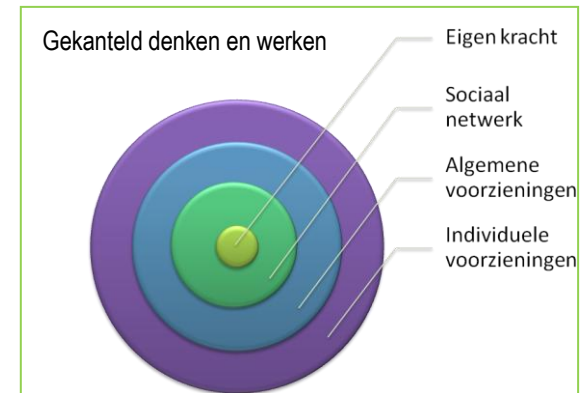 Gekanteld denken en werken
Eigen kracht
Sociaal
netwerk
Algemene
voorzieningen
Individuele
voorzieningen